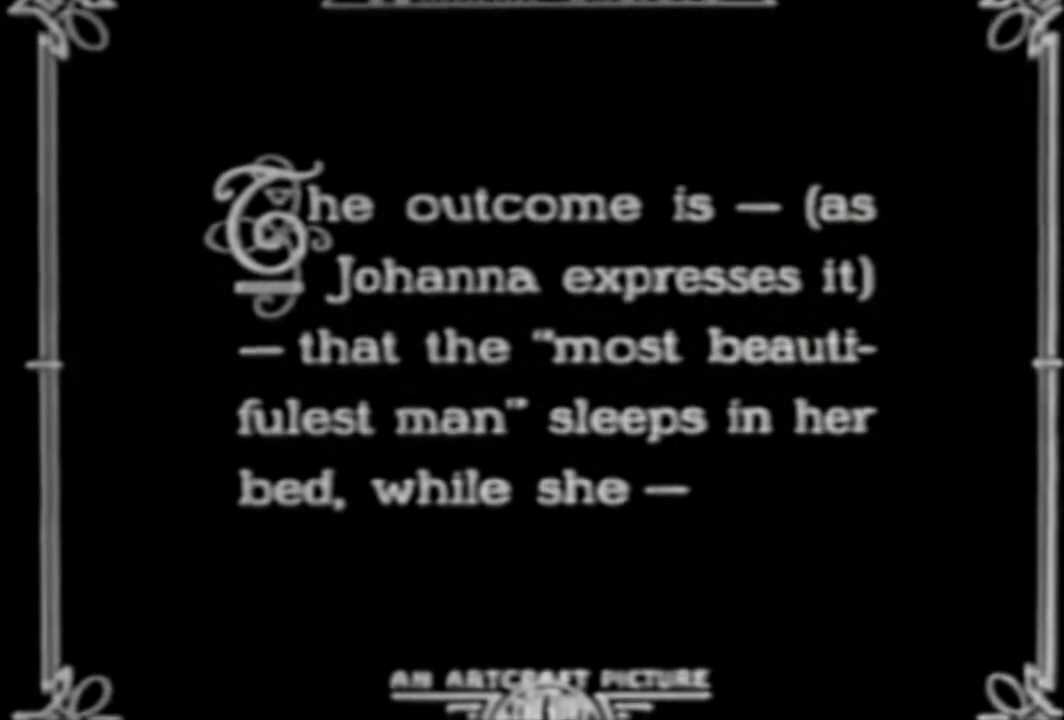 The outcome is — (as
Johanna expresses it)
— that the "most beauti-
fulest man" sleeps in her
bed, while she —
AN ARTCRAFT PICTURE